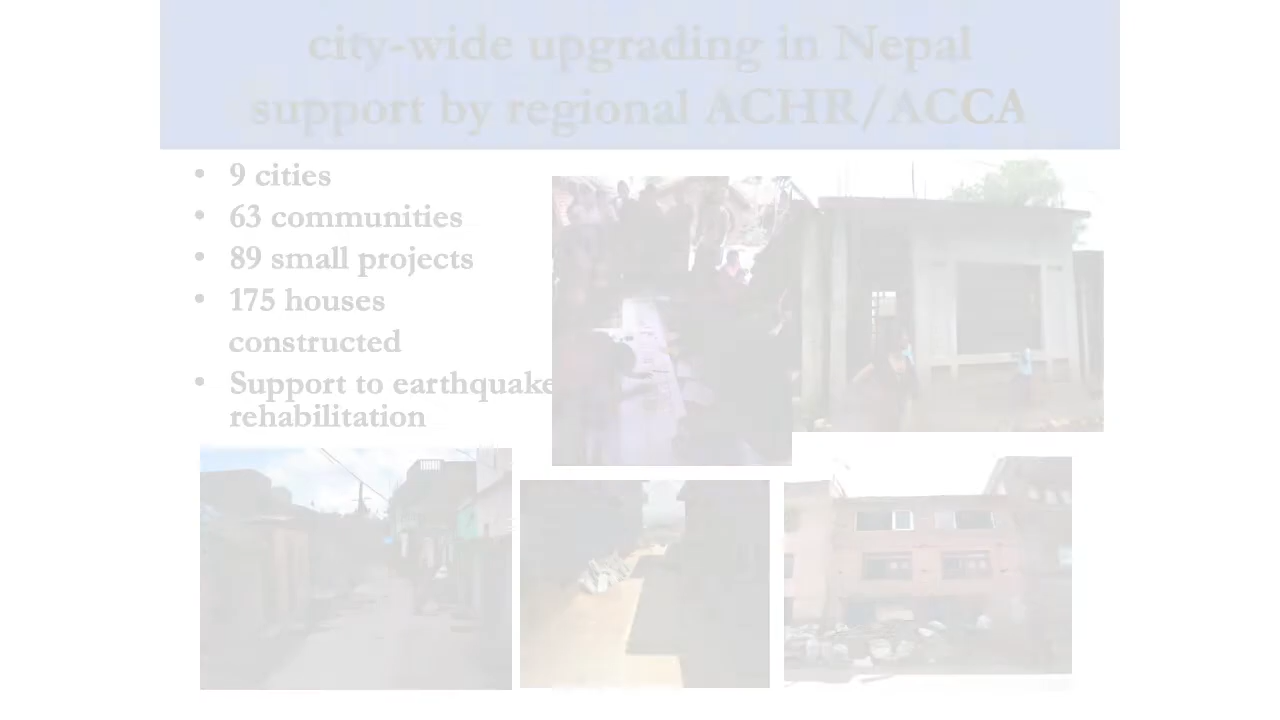 city-wide upgrading in Nepal
support by regional ACHR/ACCA
• 9 cities
• 63 communities
• 89 small projects
• 175 houses
constructed
• Support to earthquake
rehabilitation